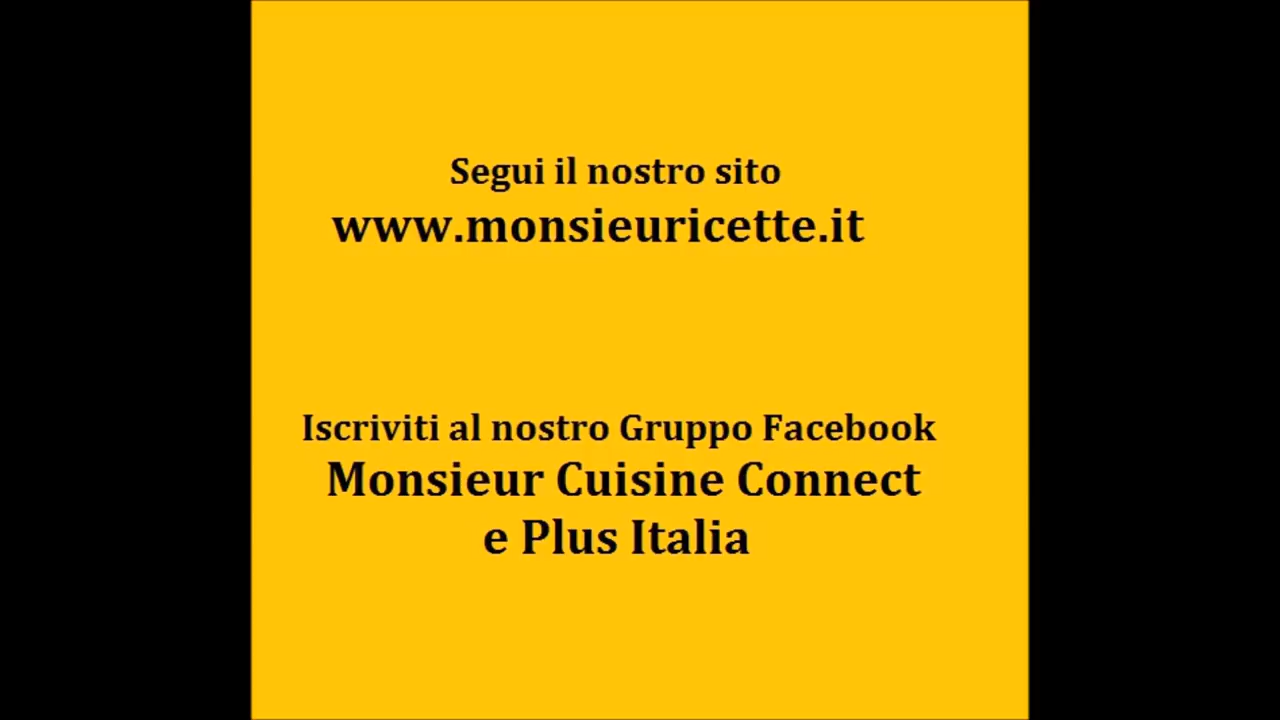 Segui il nostro sito
www.monsieuricette.it
Iscriviti al nostro Gruppo Facebook
Monsieur Cuisine Connect
e Plus Italia